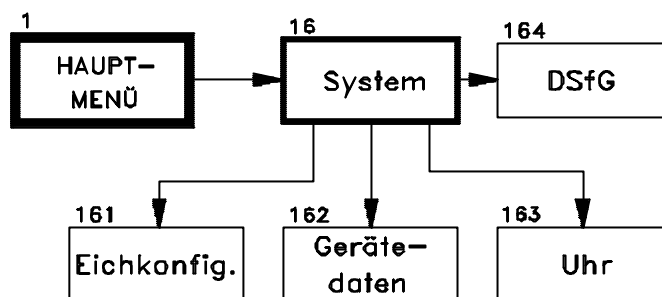 1
HAUPT-
MENÜ
16
System
164
DSfG
161
Eichkonfig.
162
Geräte-
daten
163
Uhr